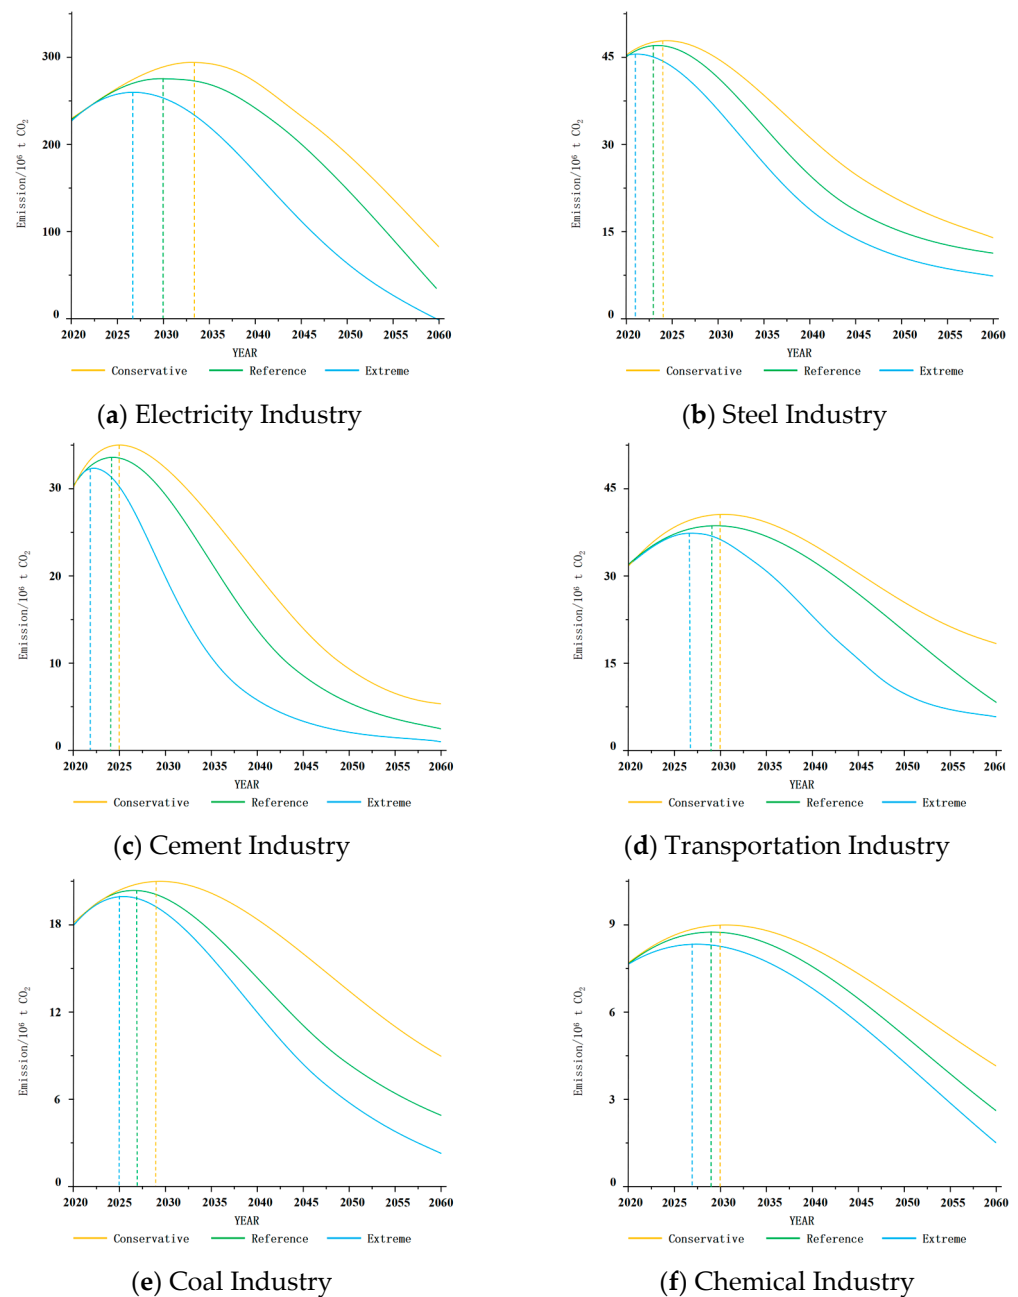 300
200
100
0
Emission/10⁶ t CO₂
2020 2025 2030 2035 2040 2045 2050 2055 2060
YEAR
Conservative Reference Extreme
(a) Electricity Industry
45
30
15
0
Emission/10⁶ t CO₂
2020 2025 2030 2035 2040 2045 2050 2055 2060
YEAR
Conservative Reference Extreme
(b) Steel Industry
30
20
10
0
Emission/10⁶ t CO₂
2020 2025 2030 2035 2040 2045 2050 2055 2060
YEAR
Conservative Reference Extreme
(c) Cement Industry
45
30
15
0
Emission/10⁶ t CO₂
2020 2025 2030 2035 2040 2045 2050 2055 2060
YEAR
Conservative Reference Extreme
(d) Transportation Industry
18
12
6
0
Emission/10⁶ t CO₂
2020 2025 2030 2035 2040 2045 2050 2055 2060
YEAR
Conservative Reference Extreme
(e) Coal Industry
9
6
3
0
Emission/10⁶ t CO₂
2020 2025 2030 2035 2040 2045 2050 2055 2060
YEAR
Conservative Reference Extreme
(f) Chemical Industry